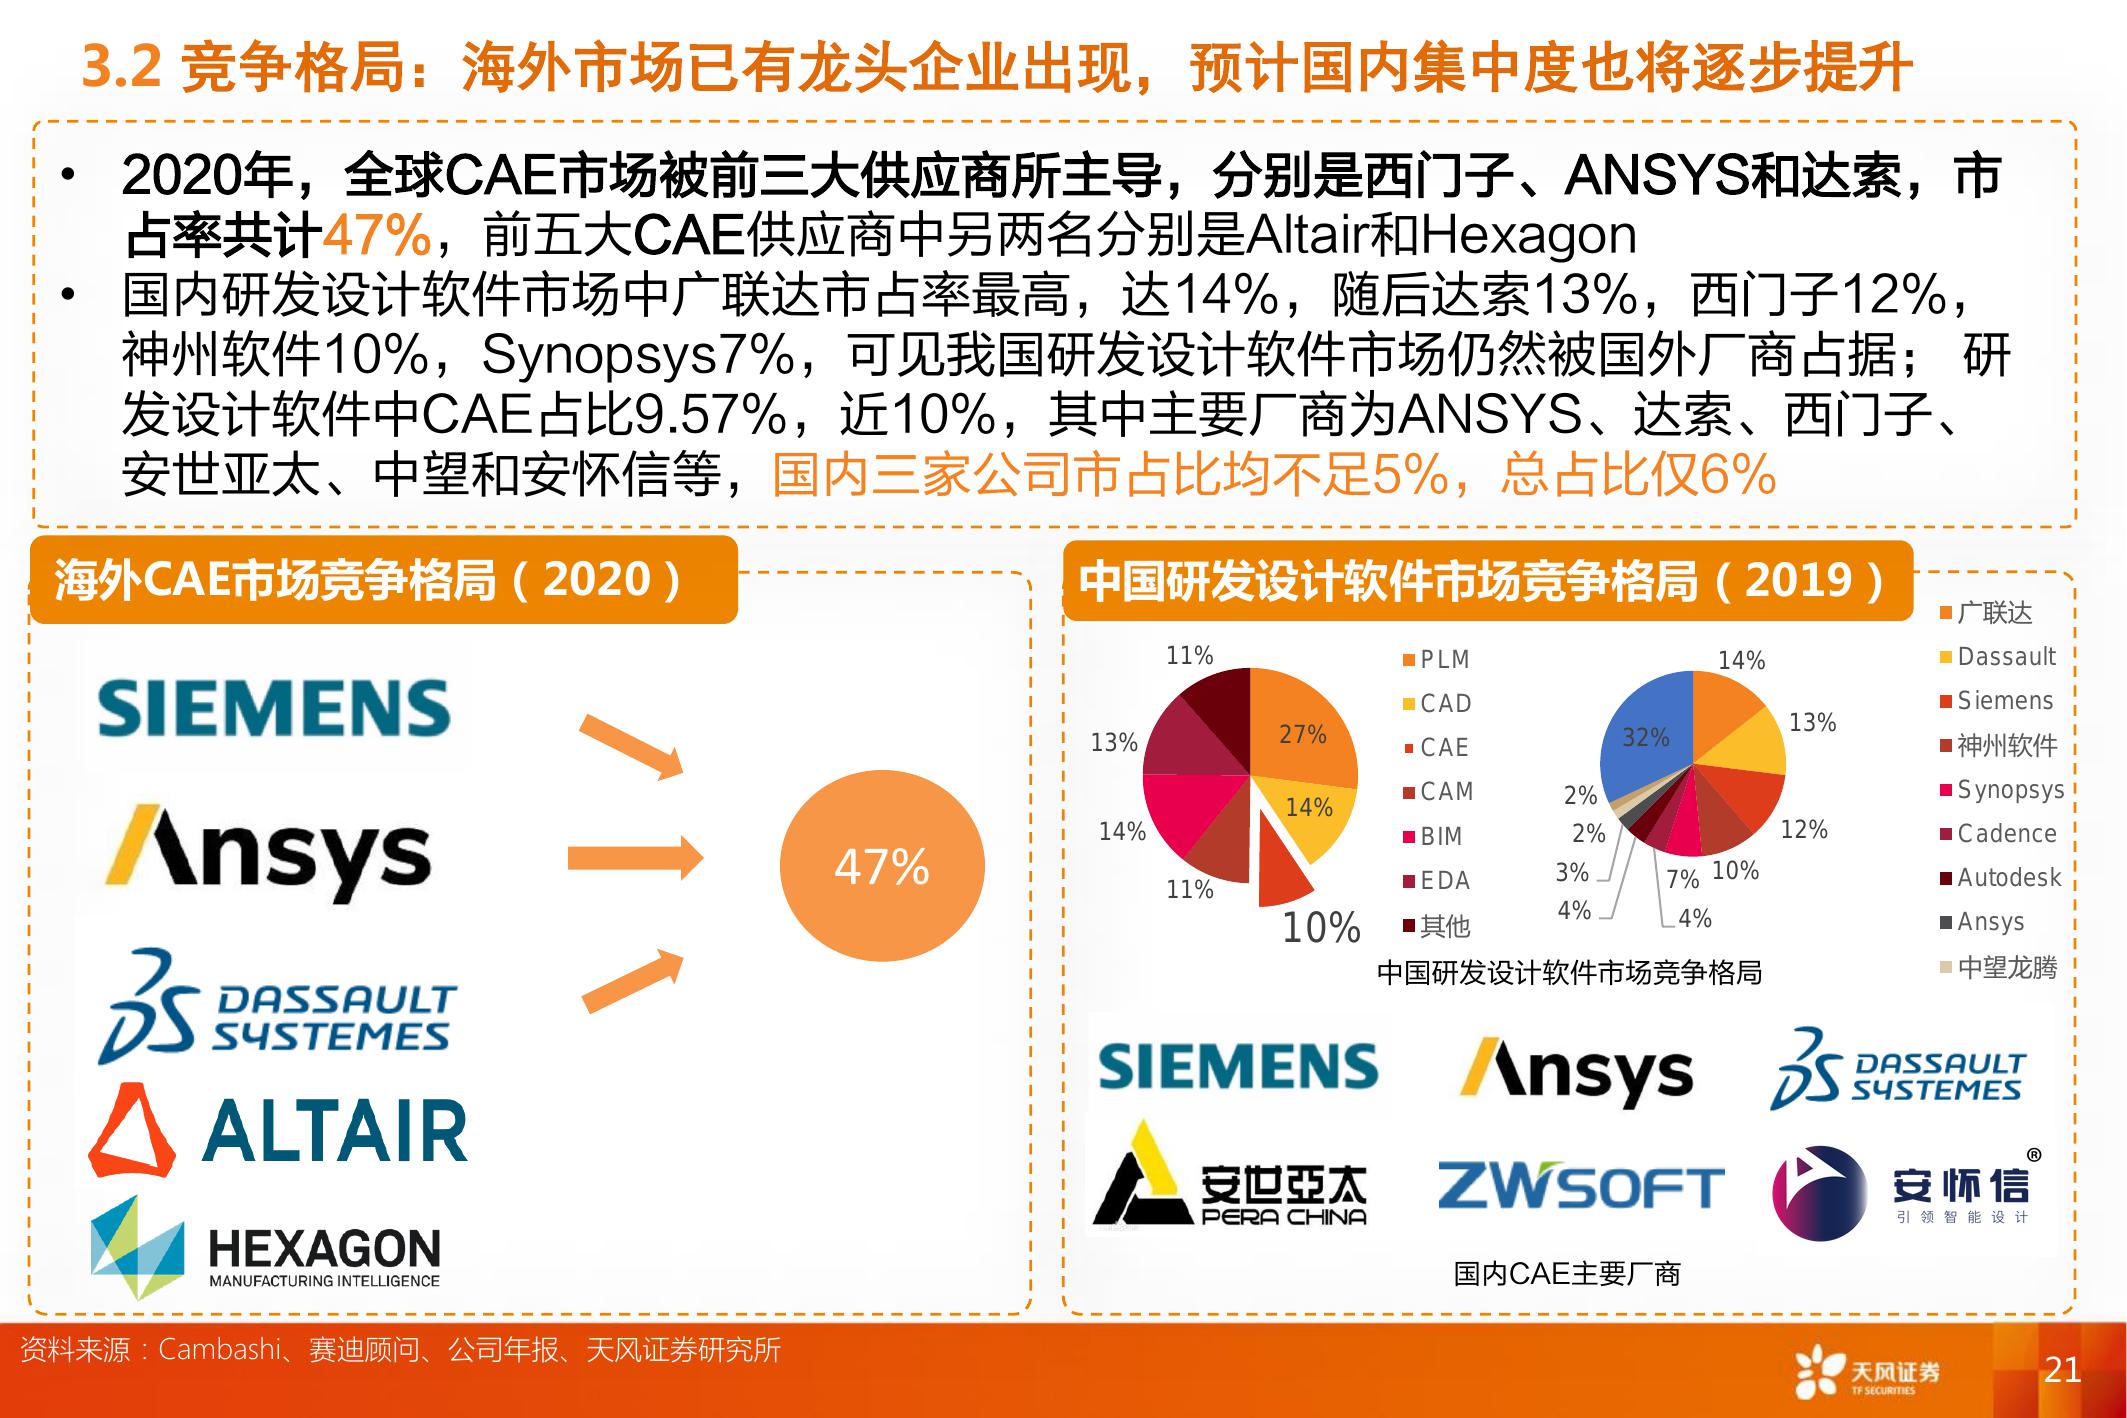 3.2 竞争格局：海外市场已有龙头企业出现，预计国内集中度也将逐步提升
• 2020年，全球CAE市场被前三大供应商所主导，分别是西门子、ANSYS和达索，市
占率共计47%，前五大CAE供应商中另两名分别是Altair和Hexagon
• 国内研发设计软件市场中广联达市占率最高，达14%，随后达索13%，西门子12%，
神州软件10%，Synopsys7%，可见我国研发设计软件市场仍然被国外厂商占据； 研
发设计软件中CAE占比9.57%，近10%，其中主要厂商为ANSYS、达索、西门子、
安世亚太、中望和安怀信等，国内三家公司市占比均不足5%，总占比仅6%
海外CAE市场竞争格局（2020）
SIEMENS
Ansys
DASSAULT
SYSTEMES
ALTAIR
HEXAGON
MANUFACTURING INTELLIGENCE
47%
中国研发设计软件市场竞争格局（2019）
11%
27%
13%
14%
14%
11%
10%
PLM
CAD
CAE
CAM
BIM
EDA
其他
14%
32%
13%
2%
2%
12%
3%
7%
10%
4%
4%
广联达
Dassault
Siemens
神州软件
Synopsys
Cadence
Autodesk
Ansys
中望龙腾
中国研发设计软件市场竞争格局
SIEMENS
Ansys
DASSAULT
SYSTEMES
安世亞太
PERA CHINA
ZWSOFT
安怀信®
引领智能设计
国内CAE主要厂商
资料来源：Cambashi、赛迪顾问、公司年报、天风证券研究所
天风证券
TF SECURITIES
21